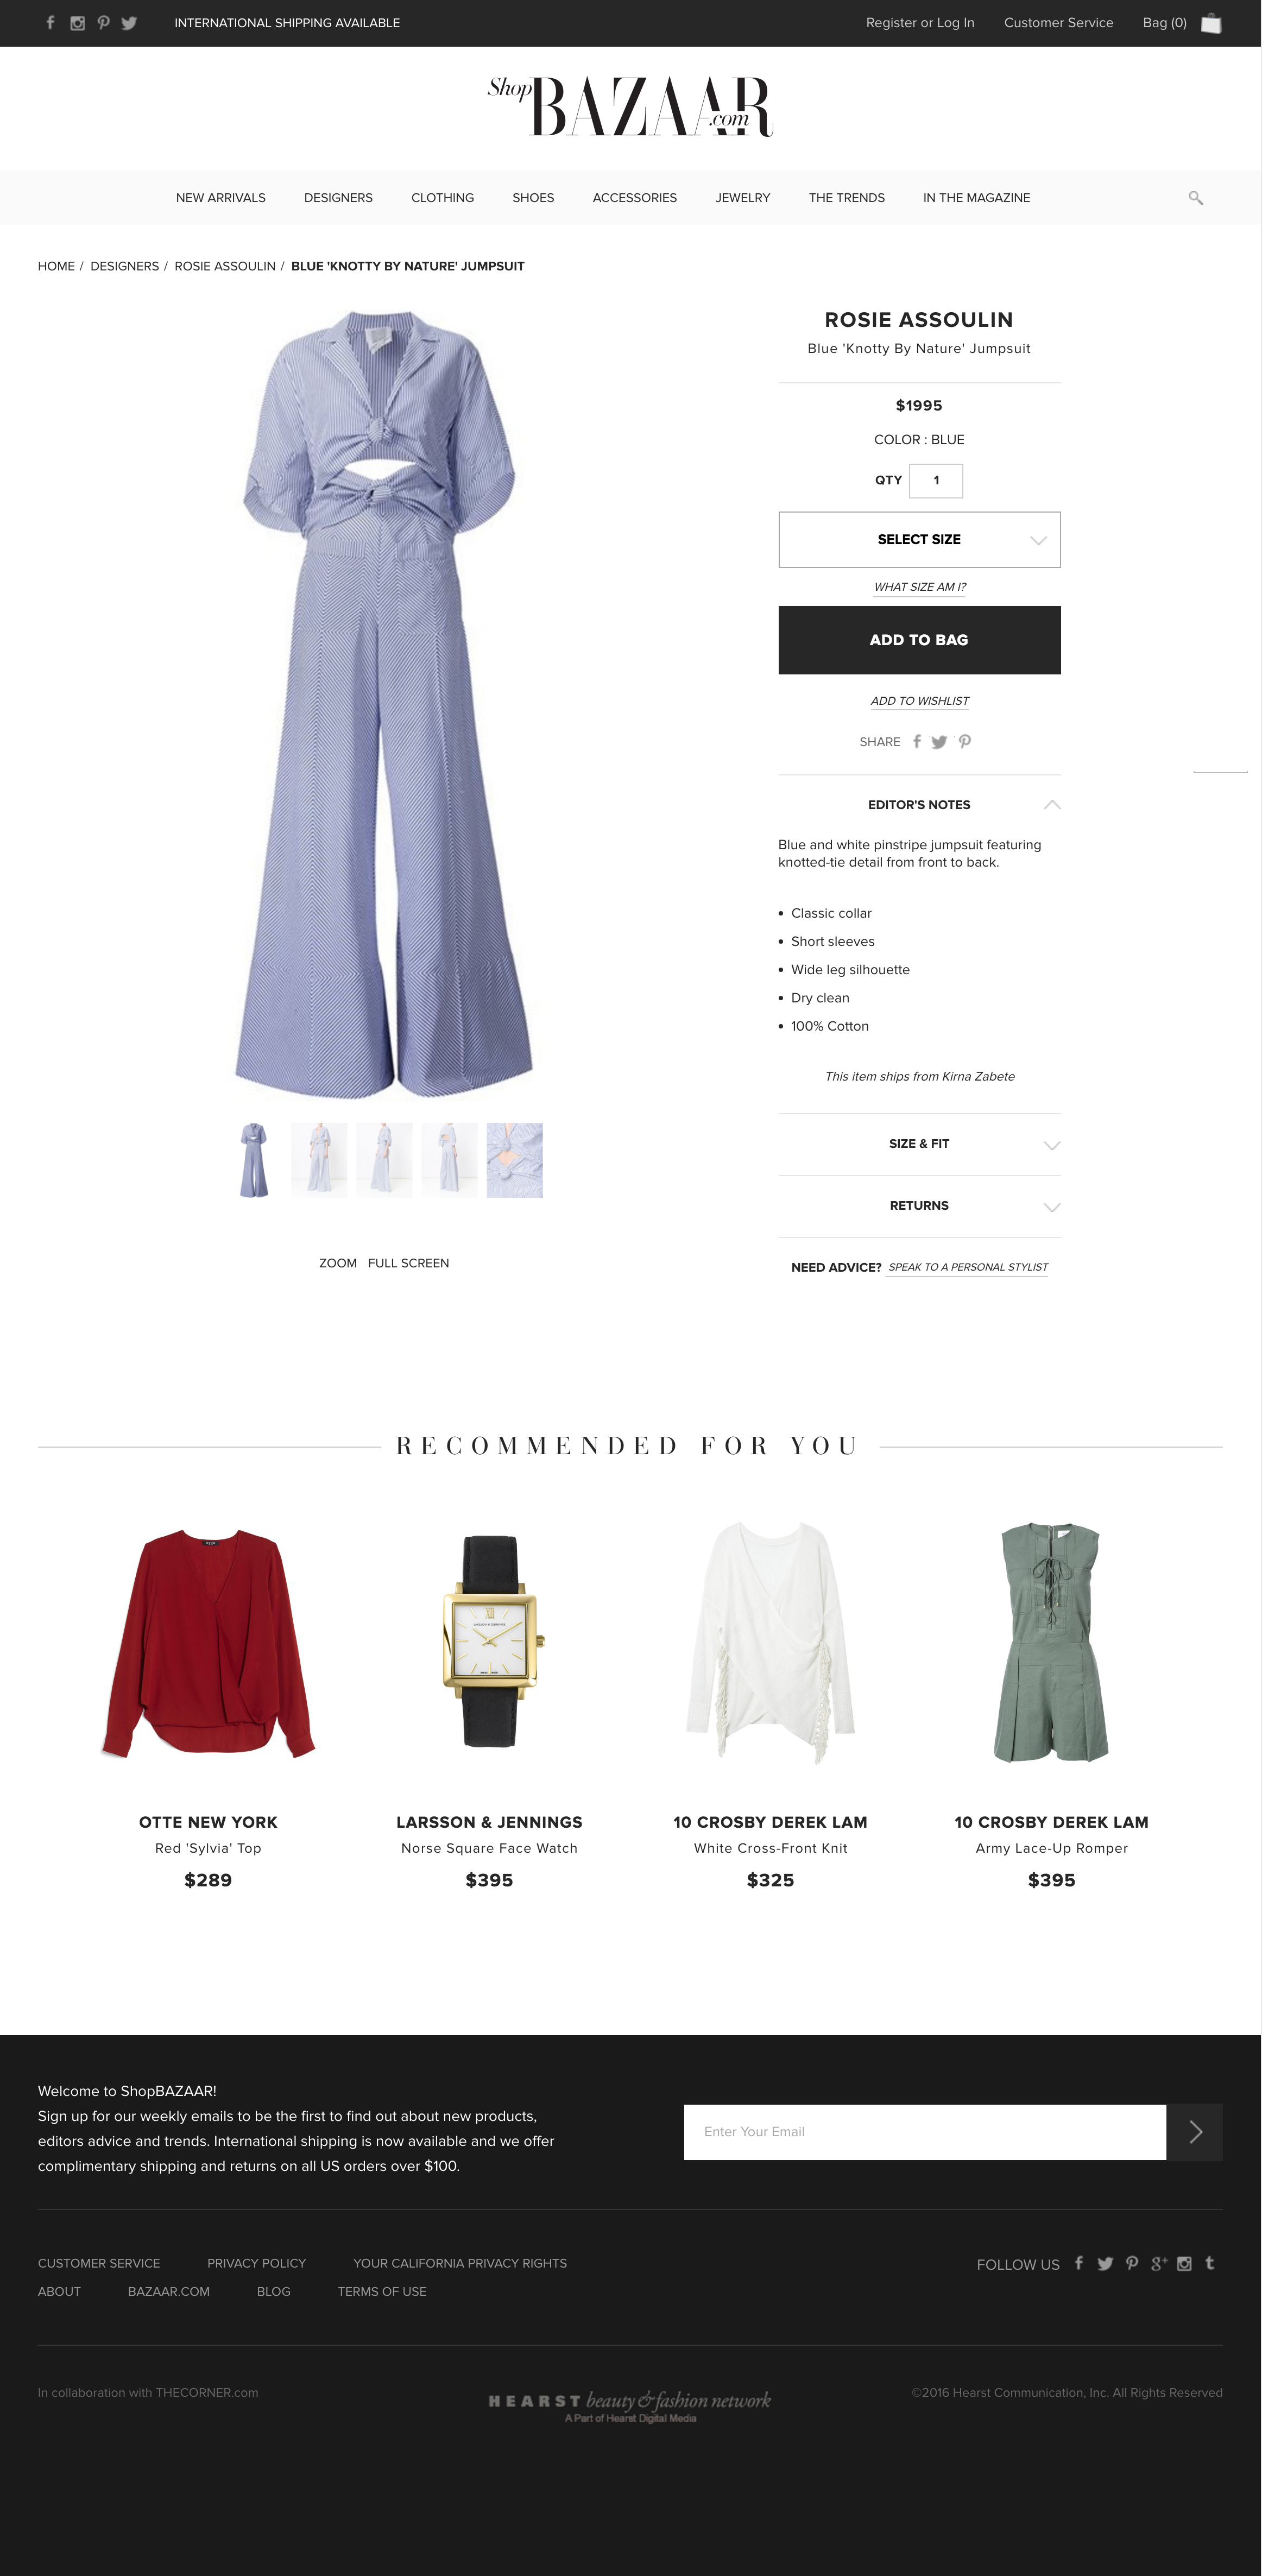 INTERNATIONAL SHIPPING AVAILABLE
Register or Log In
Customer Service
Bag (0)
Shop BAZAAR .com
NEW ARRIVALS
DESIGNERS
CLOTHING
SHOES
ACCESSORIES
JEWELRY
THE TRENDS
IN THE MAGAZINE
HOME / DESIGNERS / ROSIE ASSOULIN / BLUE 'KNOTTY BY NATURE' JUMPSUIT
ROSIE ASSOULIN
Blue 'Knotty By Nature' Jumpsuit
$1995
COLOR : BLUE
QTY 1
SELECT SIZE
WHAT SIZE AM I?
ADD TO BAG
ADD TO WISHLIST
SHARE
EDITOR'S NOTES
Blue and white pinstripe jumpsuit featuring
knotted-tie detail from front to back.
• Classic collar
• Short sleeves
• Wide leg silhouette
• Dry clean
• 100% Cotton
This item ships from Kirna Zabete
SIZE & FIT
RETURNS
NEED ADVICE? SPEAK TO A PERSONAL STYLIST
ZOOM FULL SCREEN
RECOMMENDED FOR YOU
OTTE NEW YORK
Red 'Sylvia' Top
$289
LARSSON & JENNINGS
Norse Square Face Watch
$395
10 CROSBY DEREK LAM
White Cross-Front Knit
$325
10 CROSBY DEREK LAM
Army Lace-Up Romper
$395
Welcome to ShopBAZAAR!
Sign up for our weekly emails to be the first to find out about new products,
editors advice and trends. International shipping is now available and we offer
complimentary shipping and returns on all US orders over $100.
Enter Your Email
CUSTOMER SERVICE
PRIVACY POLICY
YOUR CALIFORNIA PRIVACY RIGHTS
ABOUT
BAZAAR.COM
BLOG
TERMS OF USE
FOLLOW US
In collaboration with THECORNER.com
HEARST beauty & fashion network
A Part of Hearst Digital Media
©2016 Hearst Communication, Inc. All Rights Reserved